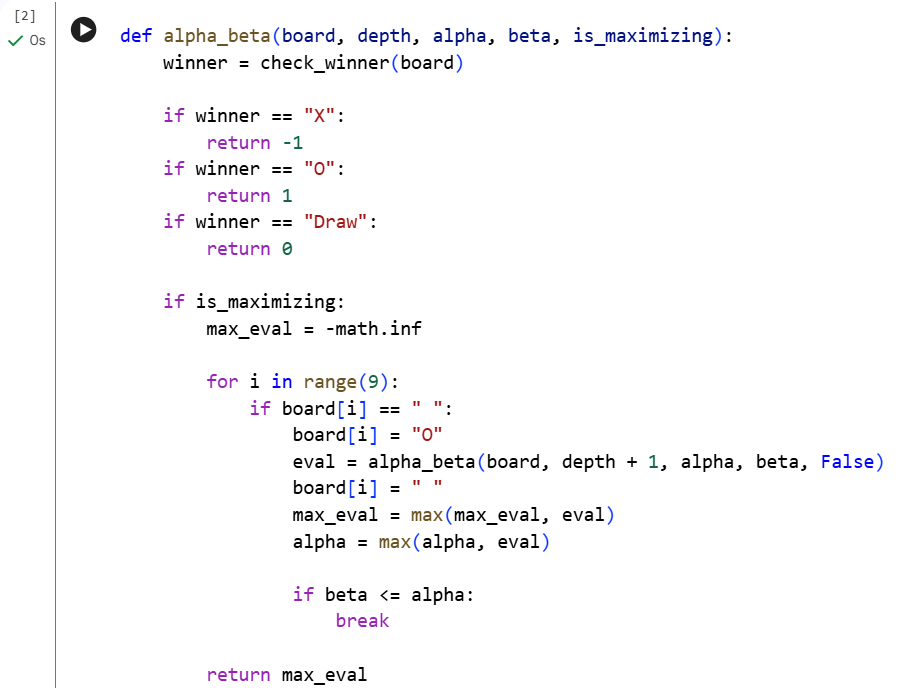 [2]
0s
def alpha_beta(board, depth, alpha, beta, is_maximizing):
    winner = check_winner(board)

    if winner == "X":
        return -1
    if winner == "O":
        return 1
    if winner == "Draw":
        return 0

    if is_maximizing:
        max_eval = -math.inf

        for i in range(9):
            if board[i] == " ":
                board[i] = "O"
                eval = alpha_beta(board, depth + 1, alpha, beta, False)
                board[i] = " "
                max_eval = max(max_eval, eval)
                alpha = max(alpha, eval)

                if beta <= alpha:
                    break

        return max_eval